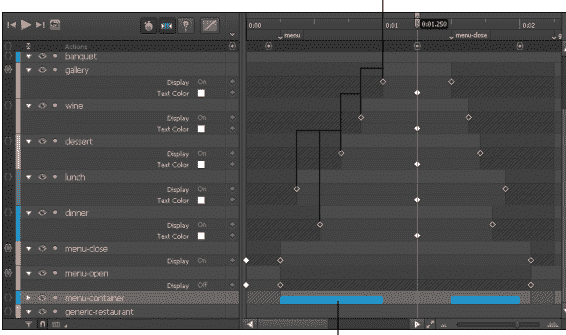 0:00 0:01 0:01.250 0:02
menu menu-close
Actions
banquet
gallery
Display On
Text Color
wine
Display On
Text Color
dessert
Display On
Text Color
lunch
Display On
Text Color
dinner
Display On
Text Color
menu-close
Display On
menu-open
Display Off
menu-container
generic-restaurant